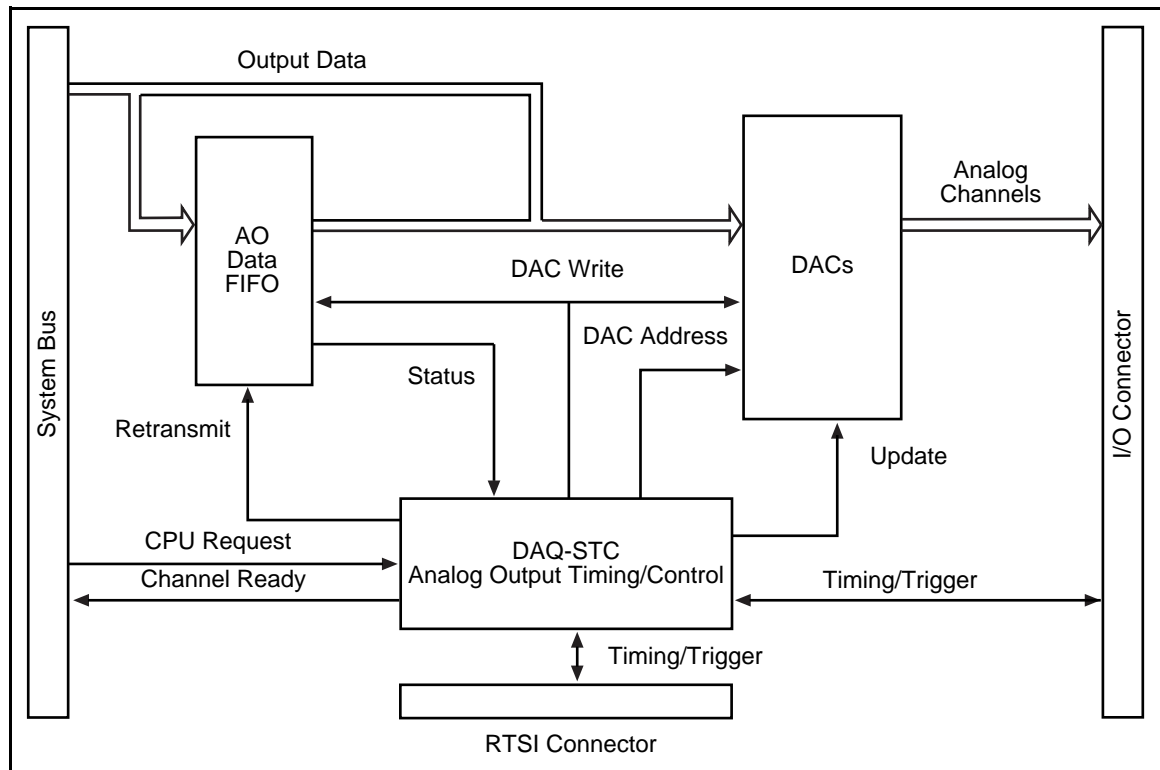 Output Data
System Bus
AO
Data
FIFO
DACs
Analog
Channels
I/O Connector
DAC Write
DAC Address
Status
Retransmit
Update
CPU Request
Channel Ready
DAQ-STC
Analog Output Timing/Control
Timing/Trigger
Timing/Trigger
RTSI Connector